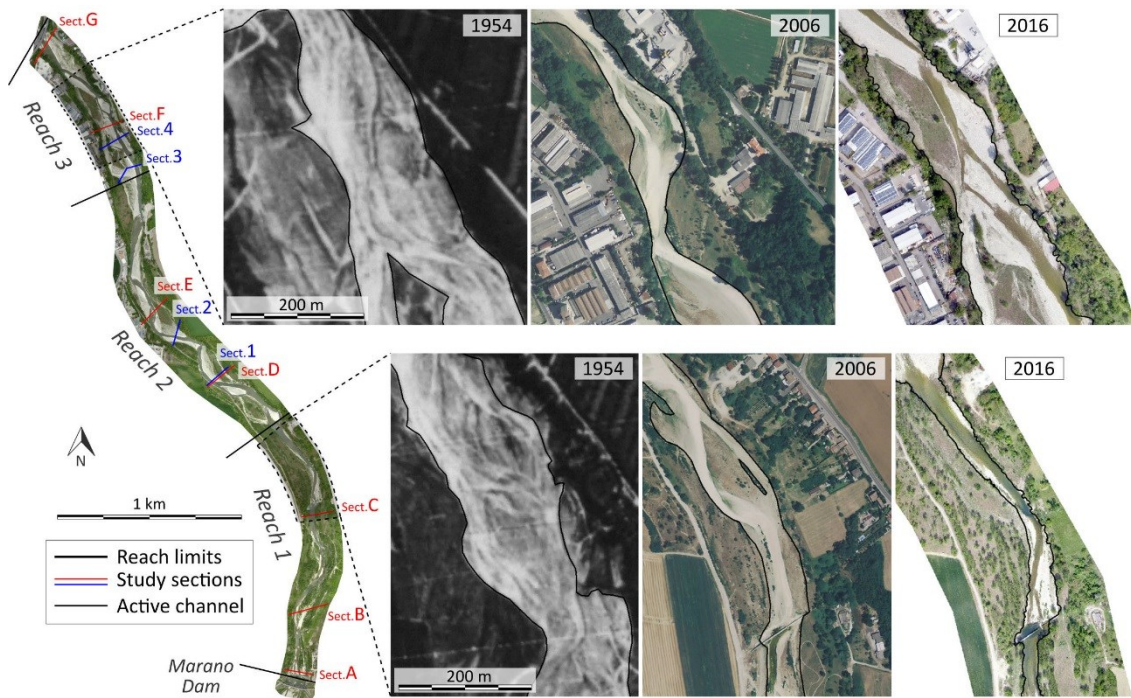 Sect.G
1954
2006
2016
Reach 3
Sect.F
Sect.4
Sect.3
200 m
Sect.E
Sect.2
Reach 2
Sect.1
Sect.D
1954
2006
2016
N
1 km
Reach 1
Sect.C
Reach limits
Study sections
Active channel
Sect.B
Marano
Dam
Sect.A
200 m